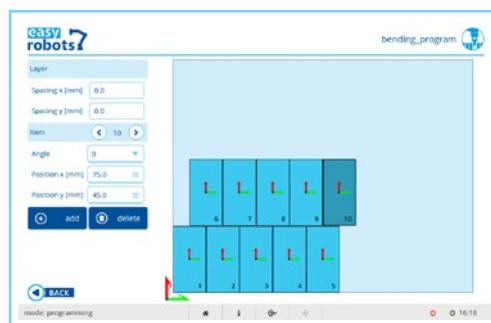 easy
robots7
bending_program
Layer
Spacing x [mm] 0.0
Spacing y [mm] 0.0
Item 10
Angle 0
Position x [mm] 75.0
Position y [mm] 45.0
add delete
6 7 8 9 10
1 2 3 4 5
BACK
mode: programming 16:18